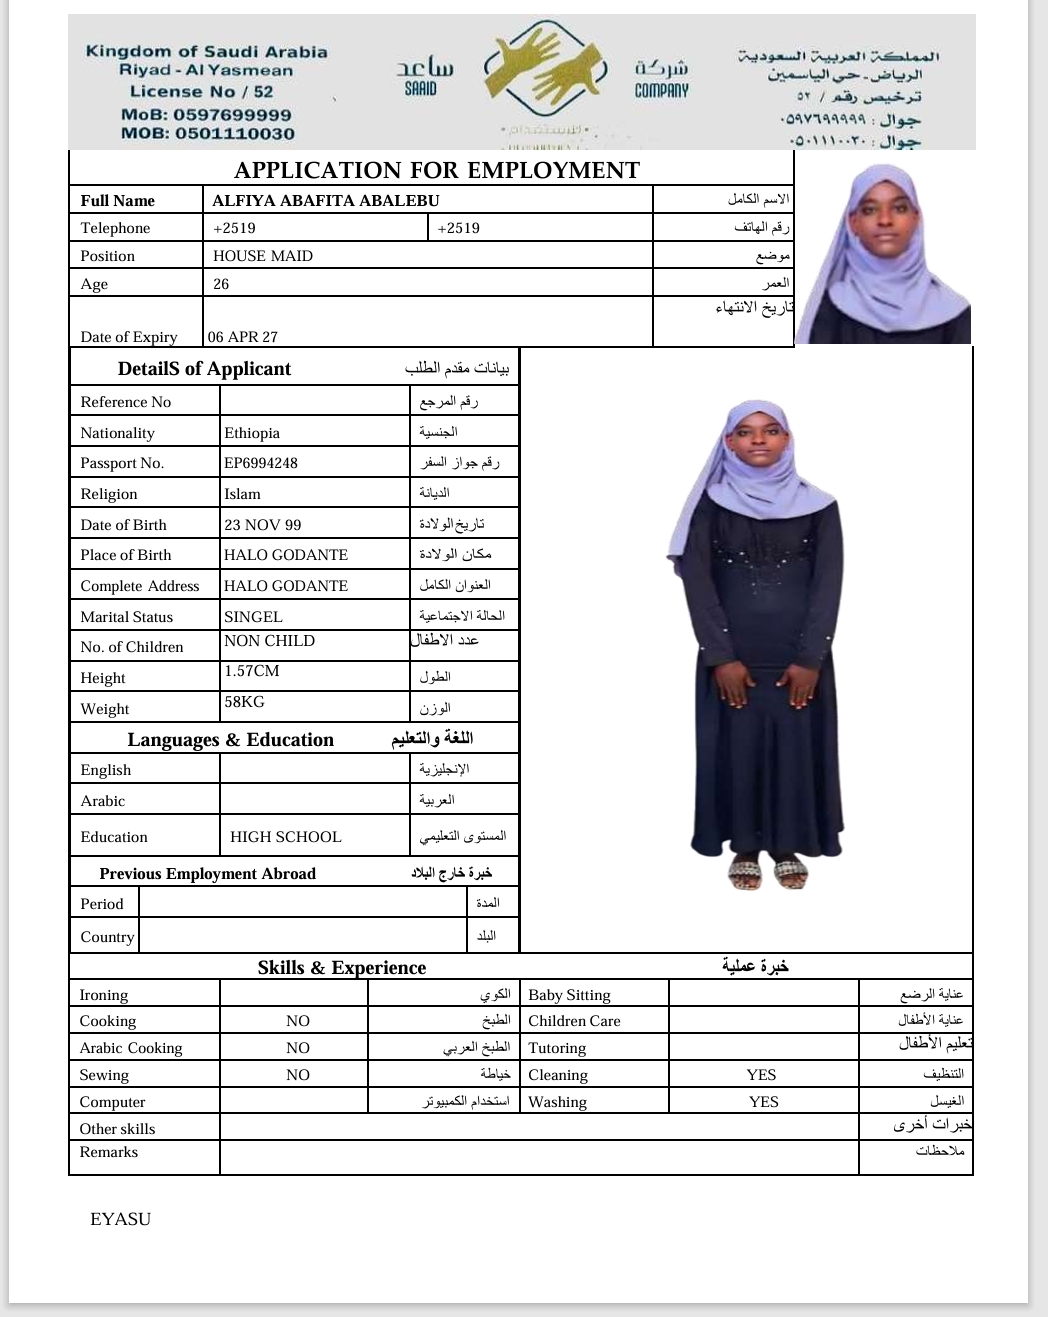 Kingdom of Saudi Arabia
Riyad - Al Yasmean
License No / 52
MoB: 0597699999
MOB: 0501110030
ساعد
SAAID
شركة
COMPANY
للإستقدام
المملكة العربية السعودية
الرياض - حي الياسمين
ترخيص رقم / ٥٢
جوال : ٠٥٩٧٦٩٩٩٩٩
جوال : ٠٥٠١١١٠٠٣٠
APPLICATION FOR EMPLOYMENT
Full Name ALFIYA ABAFITA ABALEBU الاسم الكامل
Telephone +2519 +2519 رقم الهاتف
Position HOUSE MAID موضع
Age 26 العمر
تاريخ الانتهاء
Date of Expiry 06 APR 27
DetailS of Applicant بيانات مقدم الطلب
Reference No رقم المرجع
Nationality Ethiopia الجنسية
Passport No. EP6994248 رقم جواز السفر
Religion Islam الديانة
Date of Birth 23 NOV 99 تاريخ الولادة
Place of Birth HALO GODANTE مكان الولادة
Complete Address HALO GODANTE العنوان الكامل
Marital Status SINGEL الحالة الاجتماعية
No. of Children NON CHILD عدد الاطفال
Height 1.57CM الطول
Weight 58KG الوزن
Languages & Education اللغة والتعليم
English الإنجليزية
Arabic العربية
Education HIGH SCHOOL المستوى التعليمي
Previous Employment Abroad خبرة خارج البلاد
Period المدة
Country البلد
Skills & Experience خبرة عملية
Ironing الكوي Baby Sitting عناية الرضع
Cooking NO الطبخ Children Care عناية الأطفال
Arabic Cooking NO الطبخ العربي Tutoring تعليم الأطفال
Sewing NO خياطة Cleaning YES التنظيف
Computer استخدام الكمبيوتر Washing YES الغيسل
Other skills خبرات أخرى
Remarks ملاحظات
EYASU